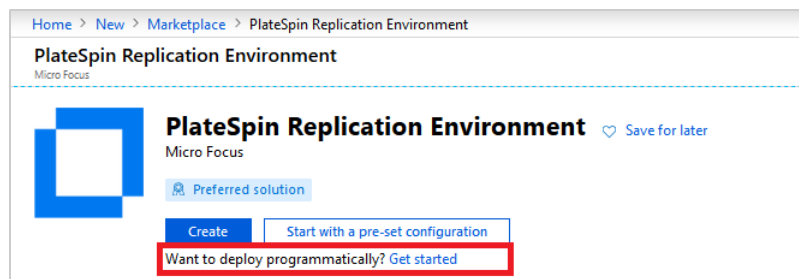 Home > New > Marketplace > PlateSpin Replication Environment
PlateSpin Replication Environment
Micro Focus
PlateSpin Replication Environment Save for later
Micro Focus
Preferred solution
Create Start with a pre-set configuration
Want to deploy programmatically? Get started